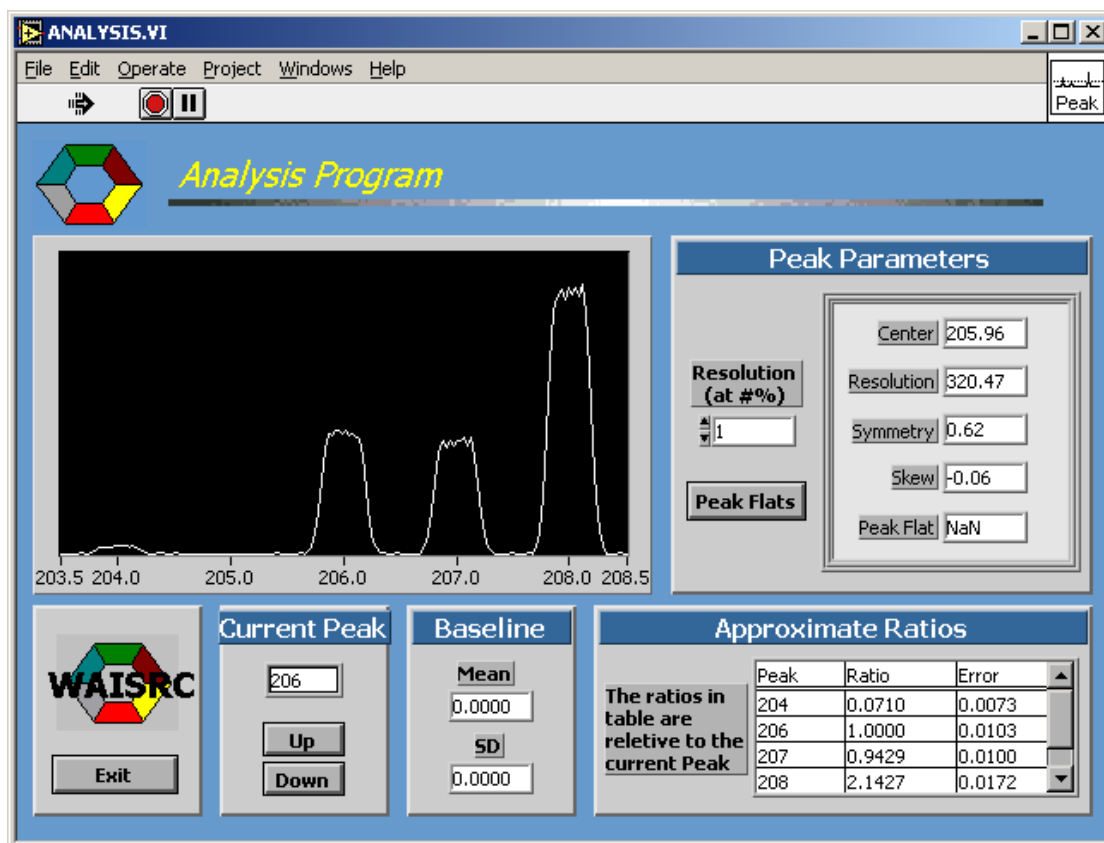 ANALYSIS.VI
File Edit Operate Project Windows Help
Peak
Analysis Program
203.5 204.0 205.0 206.0 207.0 208.0 208.5
Peak Parameters
Resolution
(at #%)
1
Peak Flats
Center 205.96
Resolution 320.47
Symmetry 0.62
Skew -0.06
Peak Flat NaN
WAISRC
Exit
Current Peak
206
Up
Down
Baseline
Mean
0.0000
SD
0.0000
Approximate Ratios
The ratios in
table are
reletive to the
current Peak
Peak Ratio Error
204 0.0710 0.0073
206 1.0000 0.0103
207 0.9429 0.0100
208 2.1427 0.0172